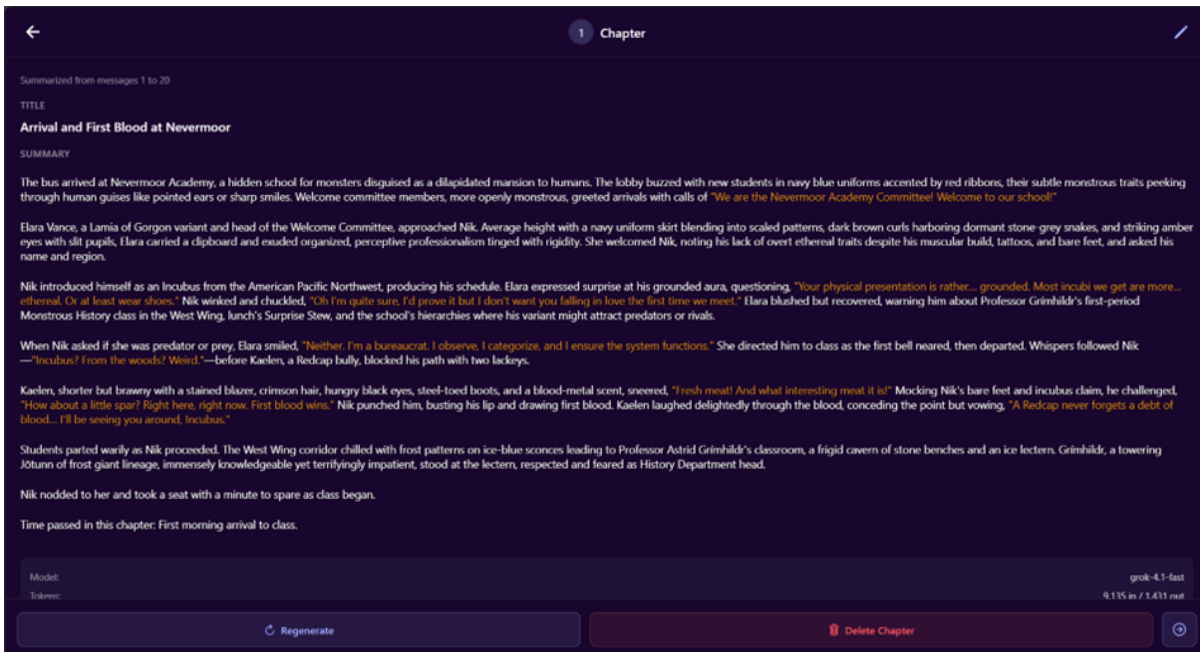 1 Chapter
Summarized from messages 1 to 20
TITLE
Arrival and First Blood at Nevermoor
SUMMARY
The bus arrived at Nevermoor Academy, a hidden school for monsters disguised as a dilapidated mansion to humans. The lobby buzzed with new students in navy blue uniforms accented by red ribbons, their subtle monstrous traits peeking
through human guises like pointed ears or sharp smiles. Welcome committee members, more openly monstrous, greeted arrivals with calls of "We are the Nevermoor Academy Committee! Welcome to our school!"
Elara Vance, a Lamia of Gorgon variant and head of the Welcome Committee, approached Nik. Average height with a navy uniform skirt blending into scaled patterns, dark brown curls harboring dormant stone-grey snakes, and striking amber
eyes with slit pupils, Elara carried a clipboard and exuded organized, perceptive professionalism tinged with rigidity. She welcomed Nik, noting his lack of overt ethereal traits despite his muscular build, tattoos, and bare feet, and asked his
name and region.
Nik introduced himself as an Incubus from the American Pacific Northwest, producing his schedule. Elara expressed surprise at his grounded aura, questioning, "Your physical presentation is rather... grounded. Most incubi we get are more...
ethereal. Or at least wear shoes." Nik winked and chuckled, "Oh I'm quite sure, I'd prove it but I don't want you falling in love the first time we meet." Elara blushed but recovered, warning him about Professor Grímhildr's first-period
Monstrous History class in the West Wing, lunch's Surprise Stew, and the school's hierarchies where his variant might attract predators or rivals.
When Nik asked if she was predator or prey, Elara smiled, "Neither. I'm a bureaucrat. I observe, I categorize, and I ensure the system functions." She directed him to class as the first bell neared, then departed. Whispers followed Nik
—"Incubus? From the woods? Weird."—before Kaelen, a Redcap bully, blocked his path with two lackeys.
Kaelen, shorter but brawny with a stained blazer, crimson hair, hungry black eyes, steel-toed boots, and a blood-metal scent, sneered, "Fresh meat! And what interesting meat it is!" Mocking Nik's bare feet and incubus claim, he challenged,
"How about a little spar? Right here, right now. First blood wins." Nik punched him, busting his lip and drawing first blood. Kaelen laughed delightedly through the blood, conceding the point but vowing, "A Redcap never forgets a debt of
blood... I'll be seeing you around, Incubus."
Students parted warily as Nik proceeded. The West Wing corridor chilled with frost patterns on ice-blue sconces leading to Professor Astrid Grímhildr's classroom, a frigid cavern of stone benches and an ice lectern. Grímhildr, a towering
Jötunn of frost giant lineage, immensely knowledgeable yet terrifyingly impatient, stood at the lectern, respected and feared as History Department head.
Nik nodded to her and took a seat with a minute to spare as class began.
Time passed in this chapter: First morning arrival to class.
Model: grok-4.1-fast
Tokens: 9,135 in / 1,431 out
Regenerate
Delete Chapter